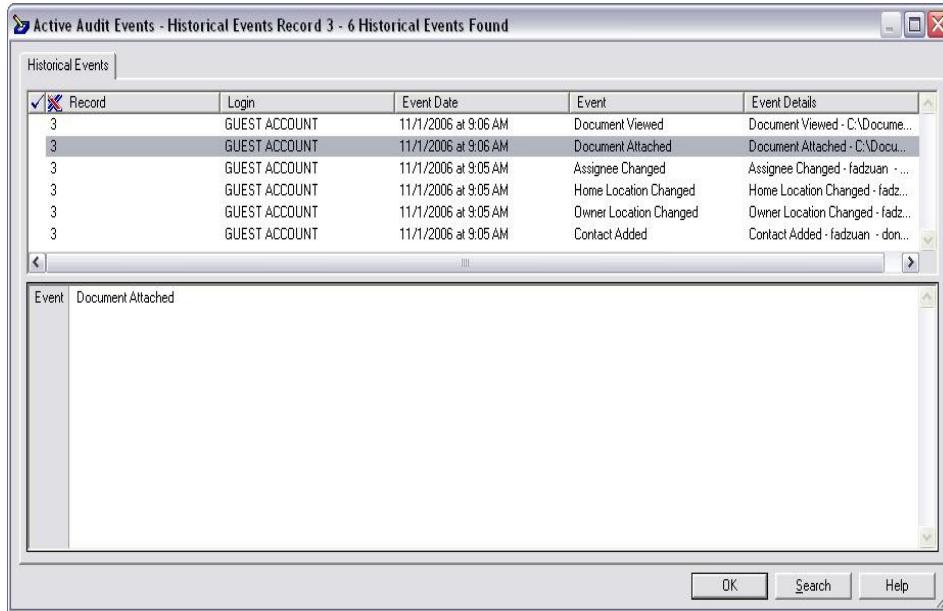 Active Audit Events - Historical Events Record 3 - 6 Historical Events Found
Historical Events
Record Login Event Date Event Event Details
3 GUEST ACCOUNT 11/1/2006 at 9:06 AM Document Viewed Document Viewed - C:\Docume...
3 GUEST ACCOUNT 11/1/2006 at 9:06 AM Document Attached Document Attached - C:\Docu...
3 GUEST ACCOUNT 11/1/2006 at 9:05 AM Assignee Changed Assignee Changed - fadzuan - ...
3 GUEST ACCOUNT 11/1/2006 at 9:05 AM Home Location Changed Home Location Changed - fadz...
3 GUEST ACCOUNT 11/1/2006 at 9:05 AM Owner Location Changed Owner Location Changed - fadz...
3 GUEST ACCOUNT 11/1/2006 at 9:05 AM Contact Added Contact Added - fadzuan - don...
Event Document Attached
OK Search Help